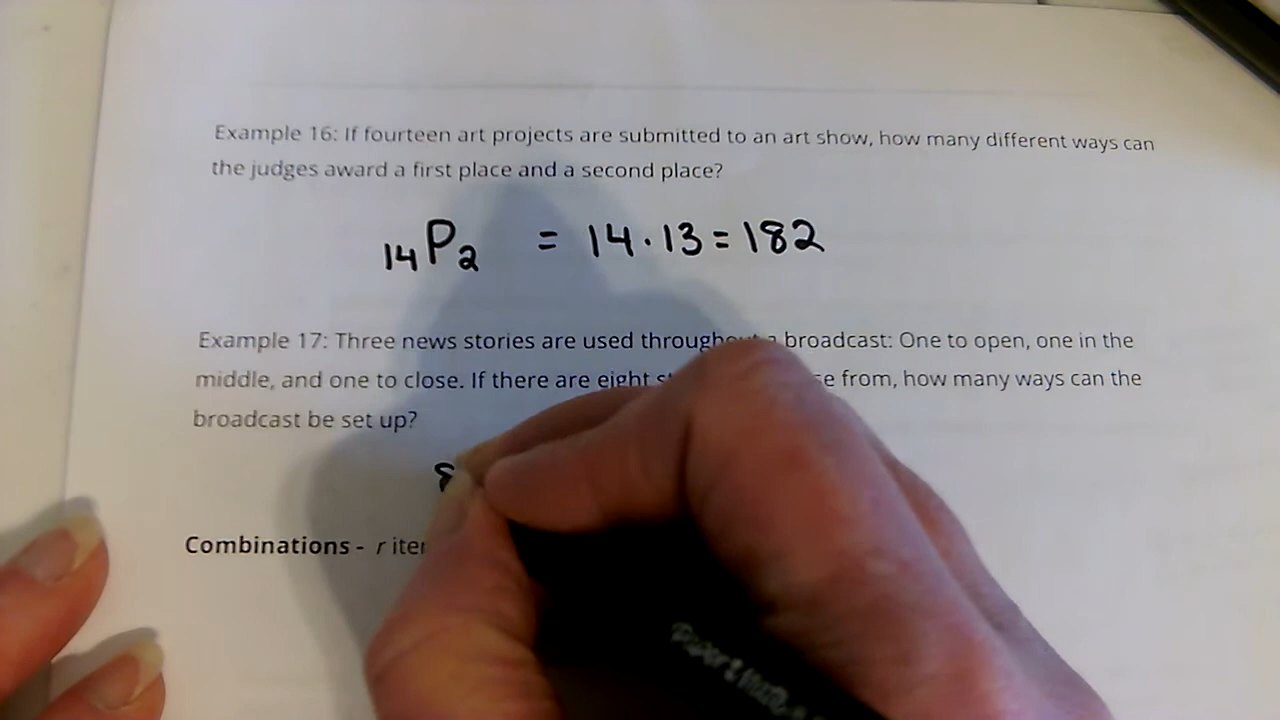 Example 16: If fourteen art projects are submitted to an art show, how many different ways can
the judges award a first place and a second place?
₁₄P₂ = 14·13=182
Example 17: Three news stories are used throughout a broadcast: One to open, one in the
middle, and one to close. If there are eight from, how many ways can the
broadcast be set up?
8
Combinations - r
Paper Mate